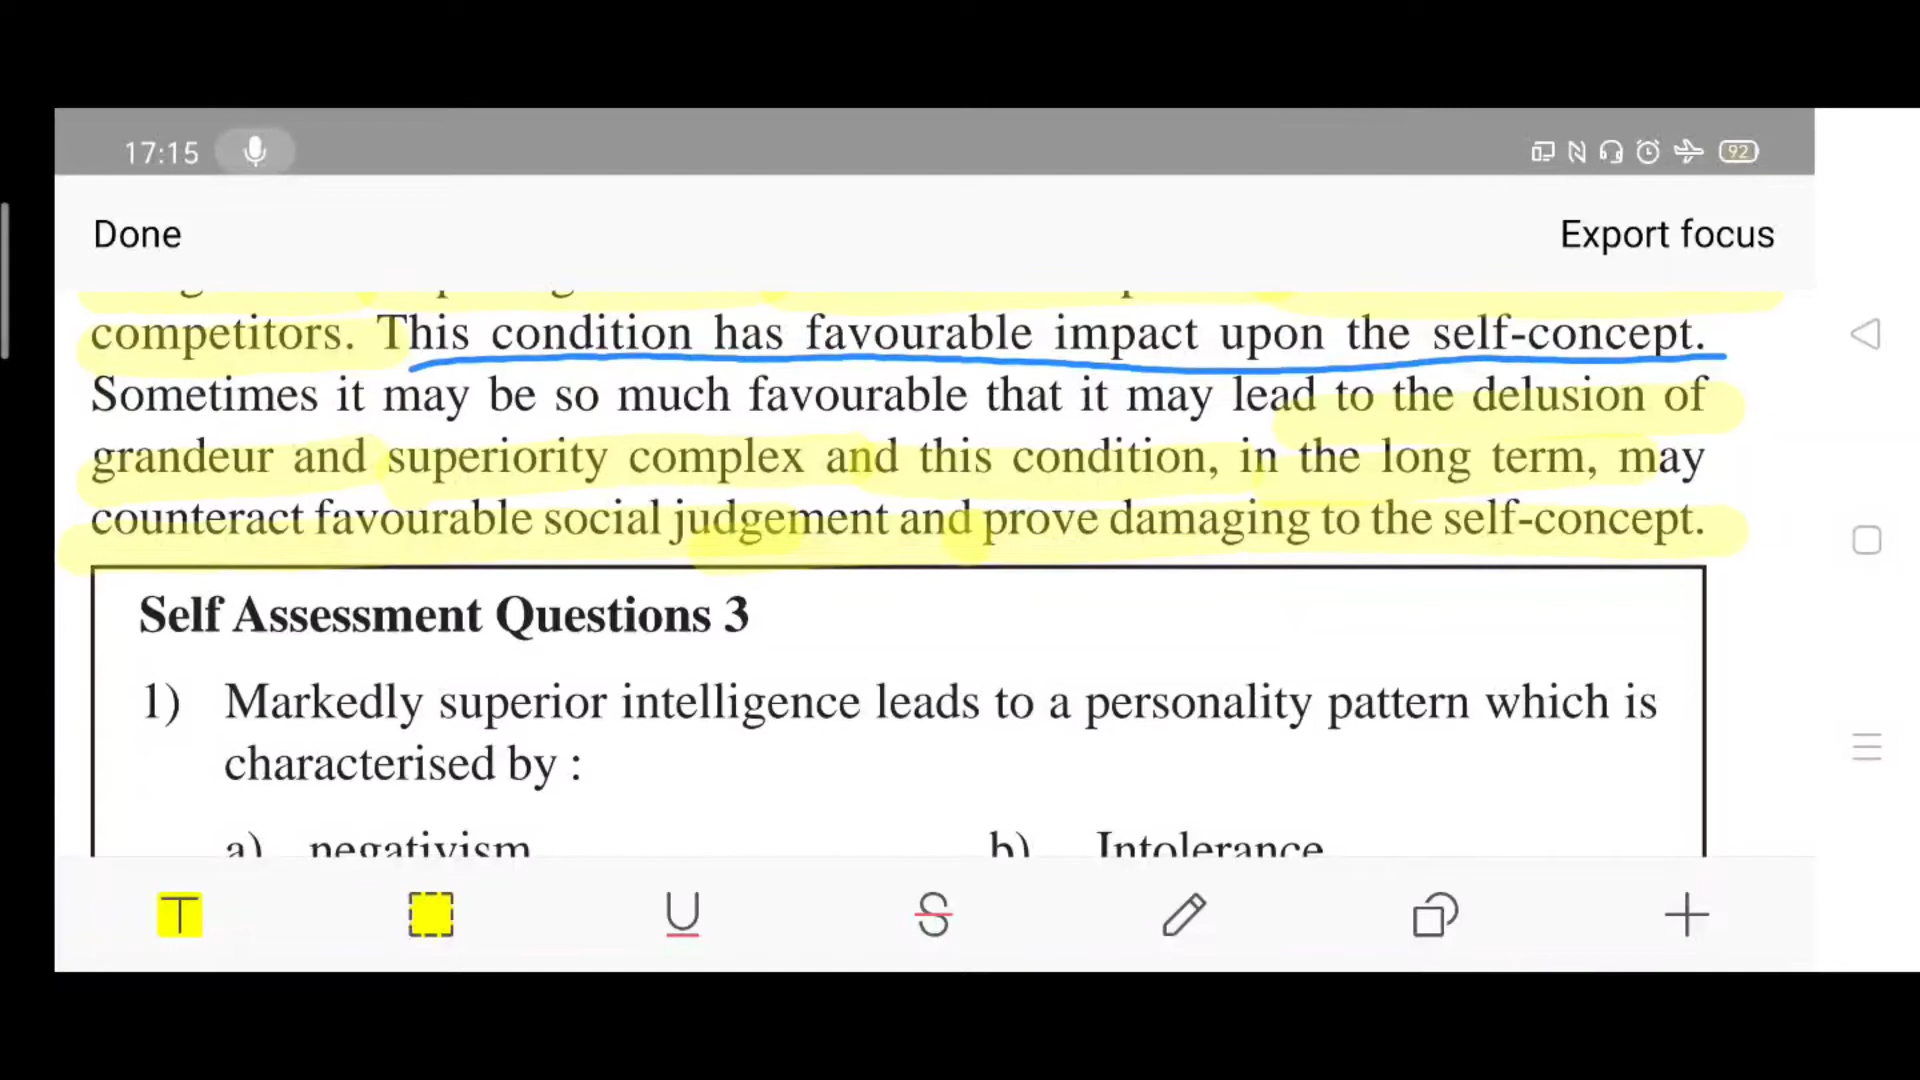 17:15
92
Done
Export focus
competitors. This condition has favourable impact upon the self-concept.
Sometimes it may be so much favourable that it may lead to the delusion of
grandeur and superiority complex and this condition, in the long term, may
counteract favourable social judgement and prove damaging to the self-concept.
Self Assessment Questions 3
1) Markedly superior intelligence leads to a personality pattern which is
characterised by :
a) negativism b) Intolerance